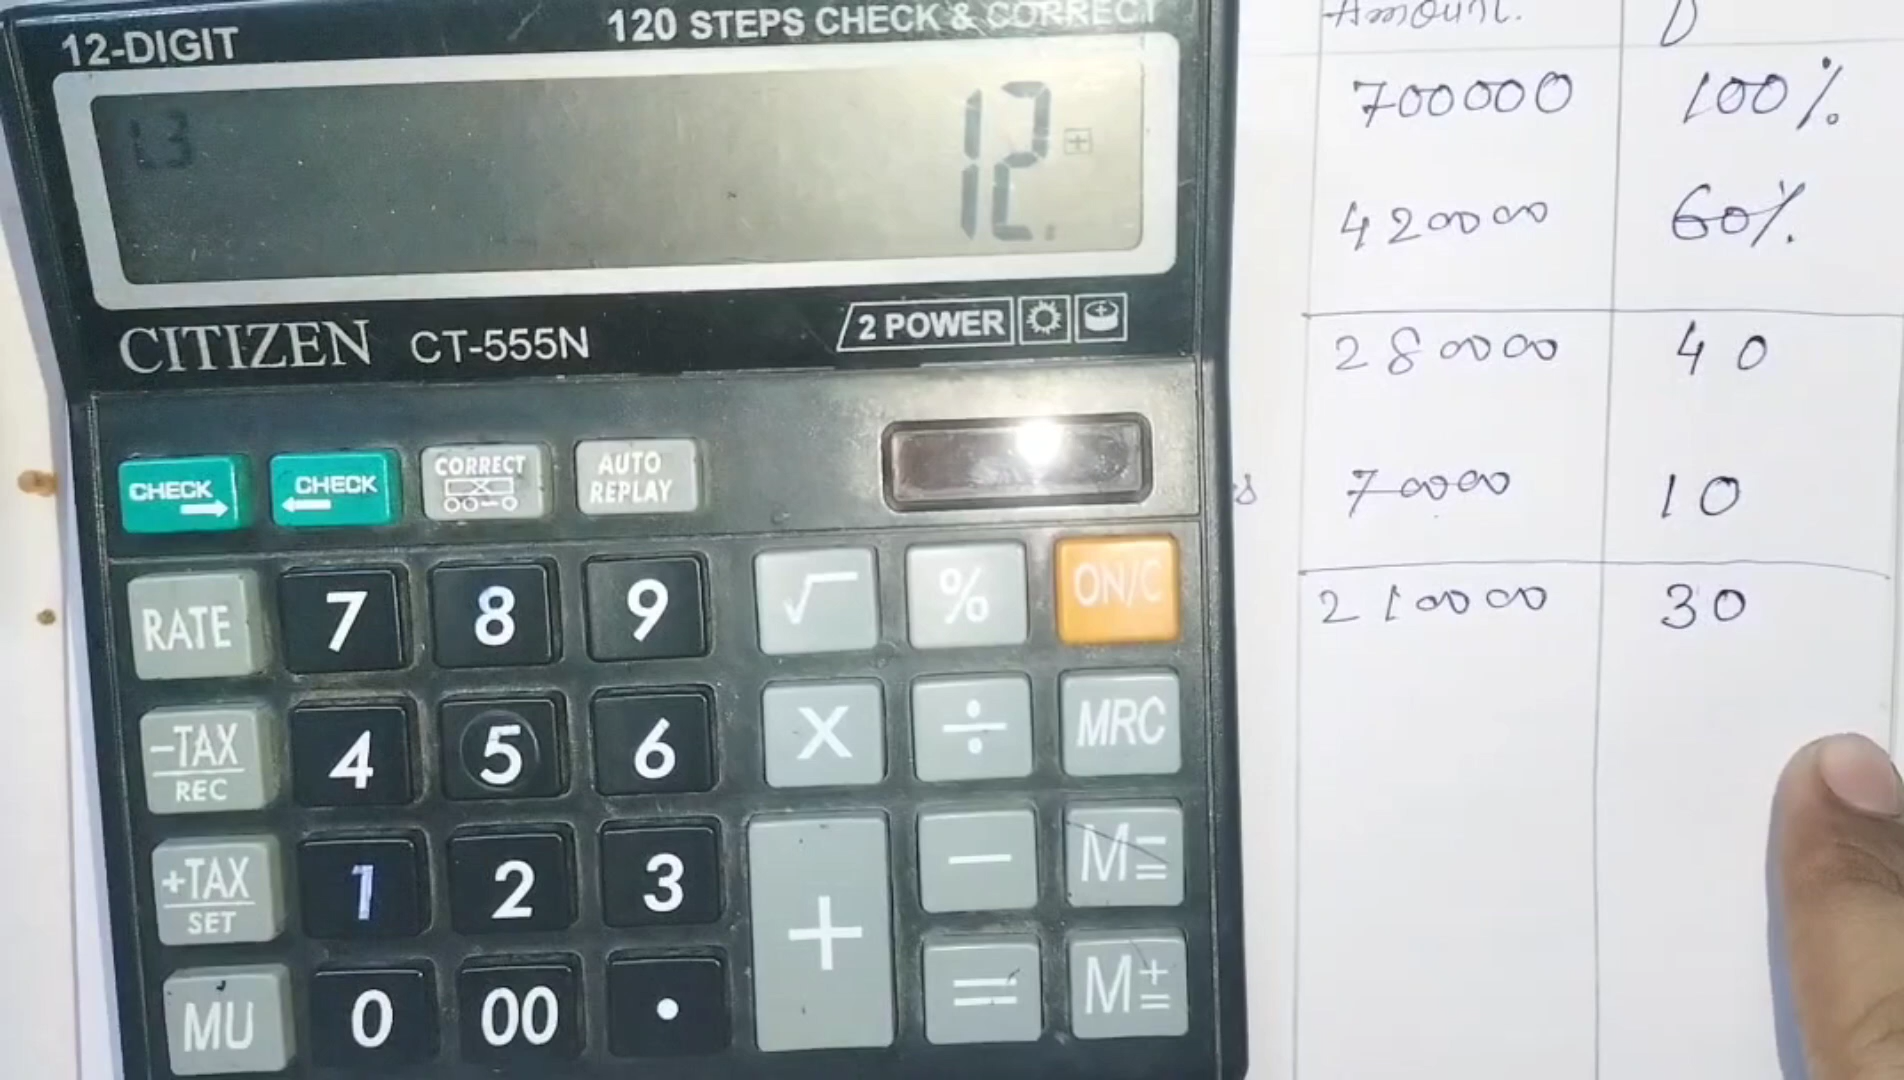 12-DIGIT 120 STEPS CHECK & CORRECT
13 12. +
CITIZEN CT-555N 2 POWER
CHECK CHECK CORRECT AUTO REPLAY
RATE 7 8 9 √ % ON/C
-TAX REC 4 5 6 X ÷ MRC
+TAX SET 1 2 3 + − M=-
MU 0 00 . = M=+
Amount. D
700000 100%
420000 60%
280000 40
70000 10
210000 30